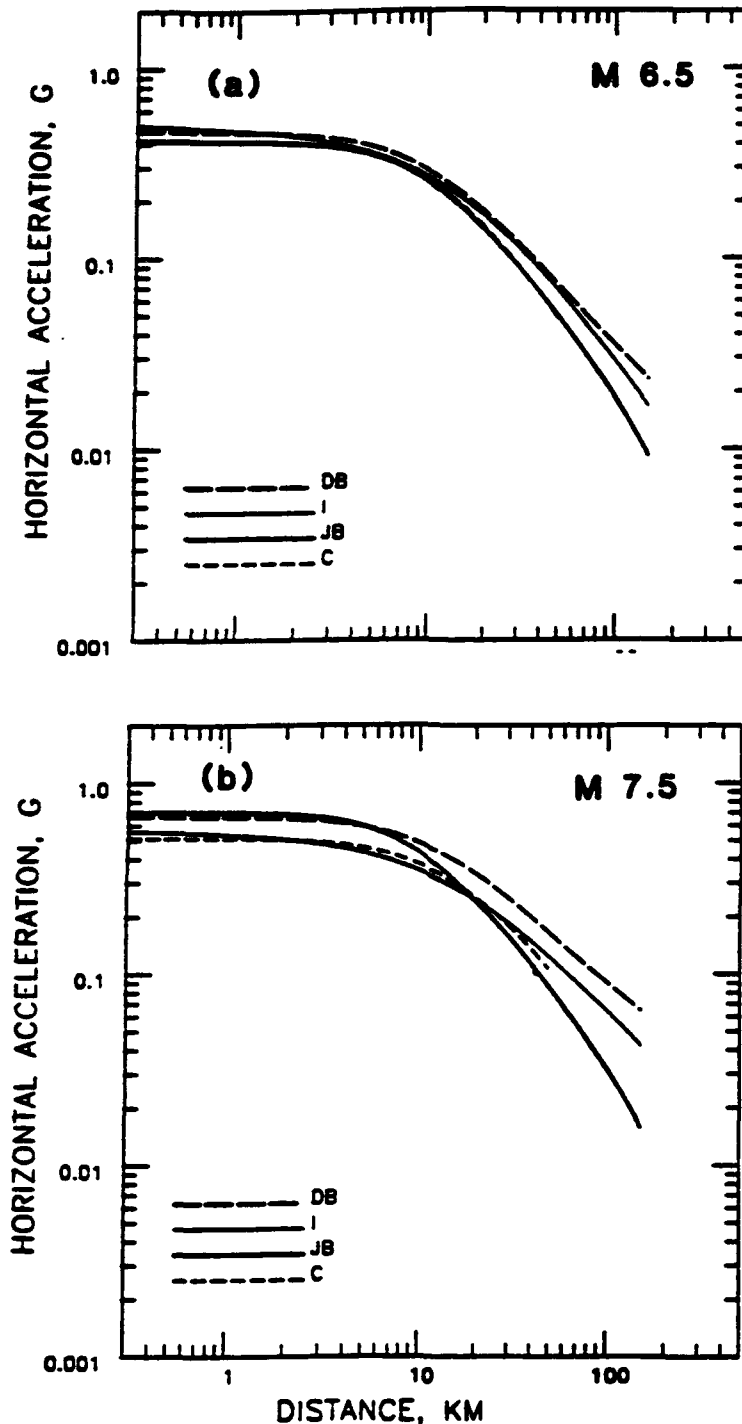 (a)
M 6.5
HORIZONTAL ACCELERATION, G
1.0
0.1
0.01
0.001
DB
I
JB
C
(b)
M 7.5
HORIZONTAL ACCELERATION, G
1.0
0.1
0.01
0.001
DB
I
JB
C
1
10
100
DISTANCE, KM